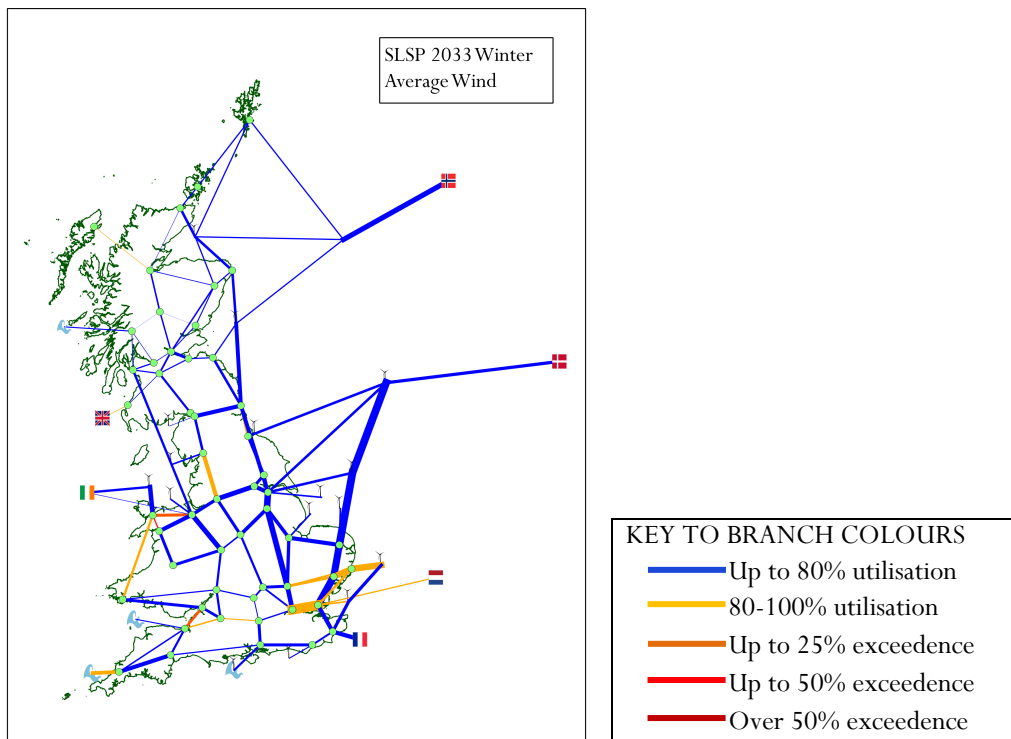 SLSP 2033 Winter
Average Wind
KEY TO BRANCH COLOURS
Up to 80% utilisation
80-100% utilisation
Up to 25% exceedence
Up to 50% exceedence
Over 50% exceedence